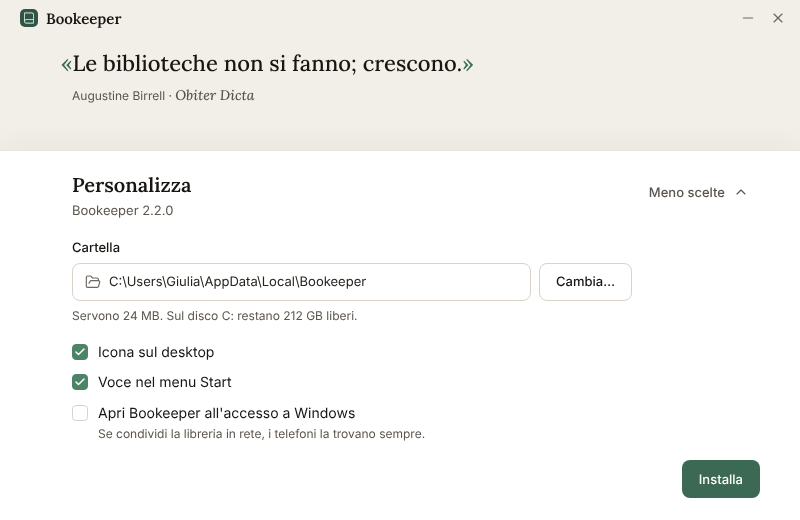 Bookeeper
«Le biblioteche non si fanno; crescono.»
Augustine Birrell · Obiter Dicta
Personalizza
Bookeeper 2.2.0
Meno scelte
Cartella
C:\Users\Giulia\AppData\Local\Bookeeper
Cambia...
Servono 24 MB. Sul disco C: restano 212 GB liberi.
Icona sul desktop
Voce nel menu Start
Apri Bookeeper all'accesso a Windows
Se condividi la libreria in rete, i telefoni la trovano sempre.
Installa